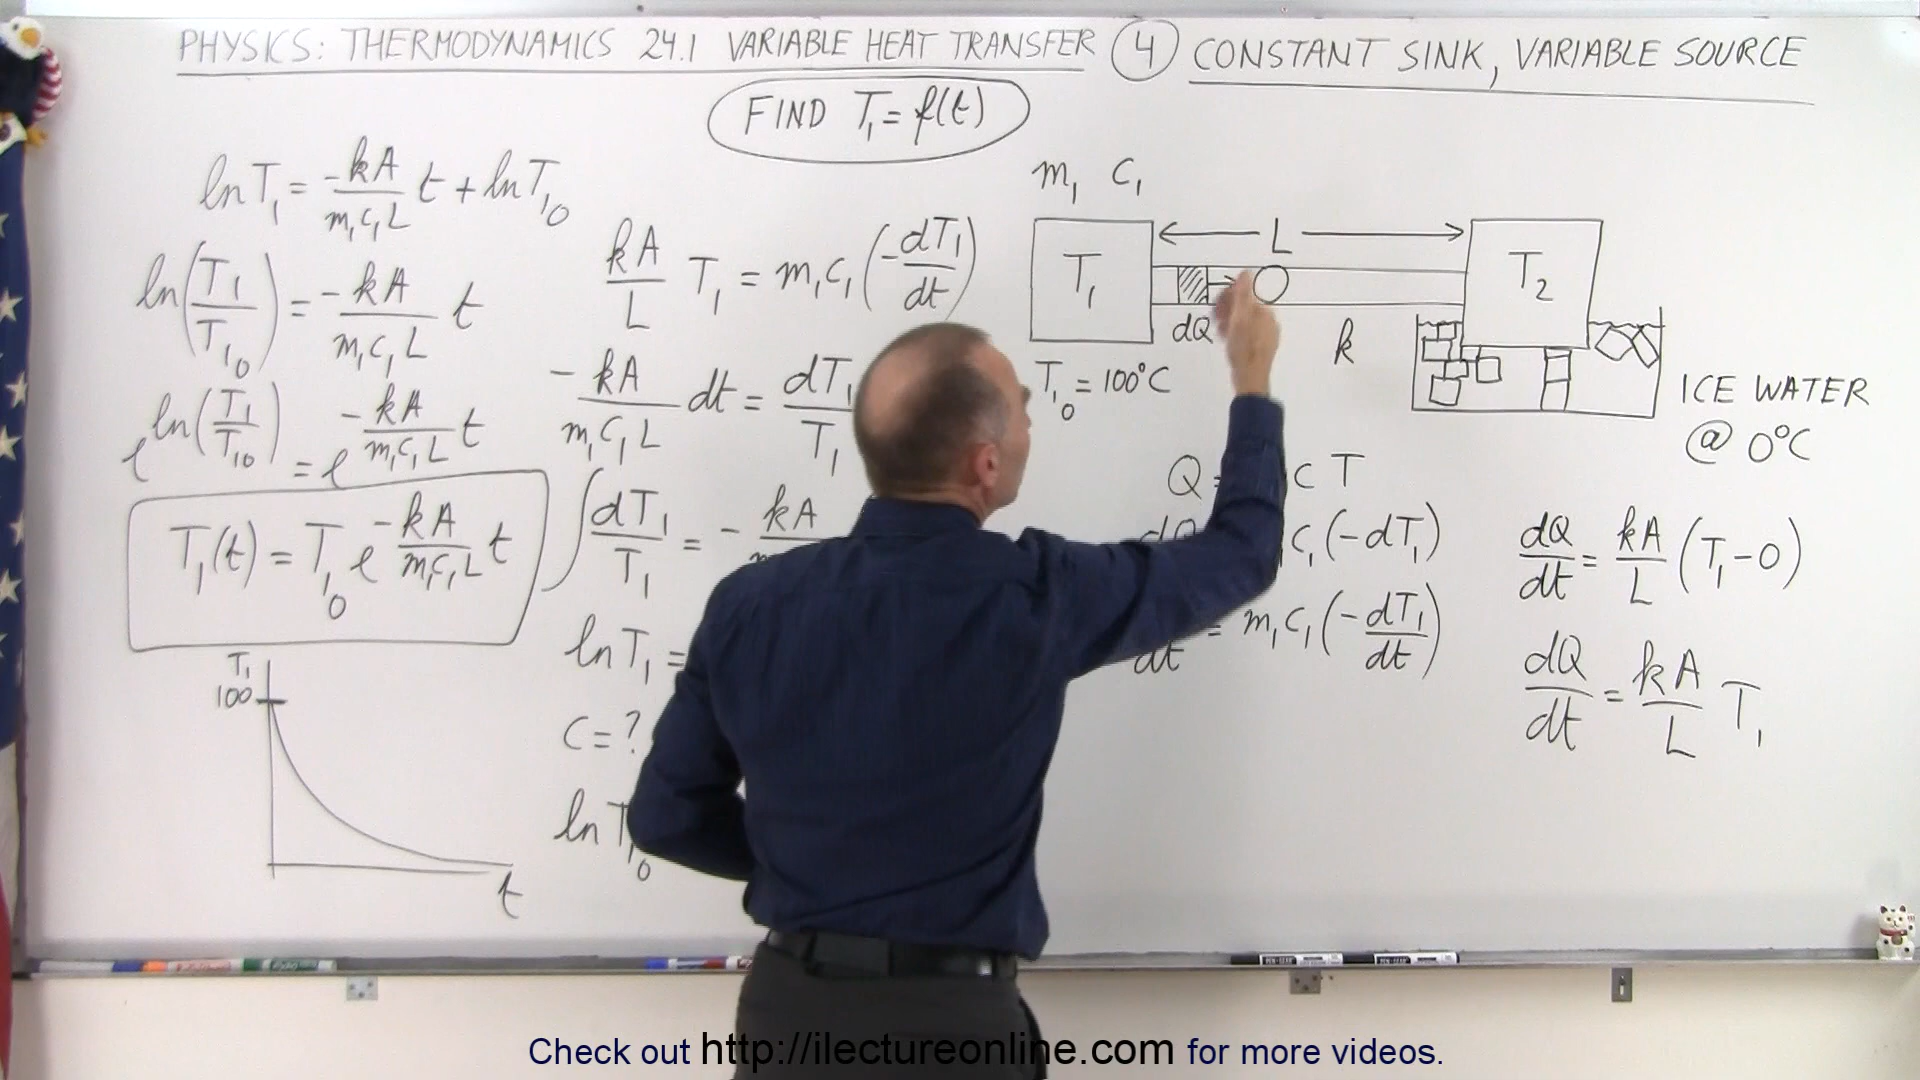 PHYSICS: THERMODYNAMICS 24.1 VARIABLE HEAT TRANSFER ④ CONSTANT SINK, VARIABLE SOURCE
FIND T₁ = f(t)
ln T₁ = -kA/(m₁c₁L) t + ln T₁₀
ln(T₁/T₁₀) = -kA/(m₁c₁L) t
e^ln(T₁/T₁₀) = e^(-kA/(m₁c₁L) t)
T₁(t) = T₁₀ e^(-kA/(m₁c₁L) t)
T₁
100
t
kA/L T₁ = m₁c₁(-dT₁/dt)
-kA/(m₁c₁L) dt = dT₁/T₁
∫ dT₁/T₁ = - kA
ln T₁ =
C = ?
ln T₁₀
m₁ c₁
L
T₁
T₂
dQ
k
T₁₀ = 100°C
ICE WATER
@ 0°C
Q = c T
dQ c₁(-dT₁)
dt = m₁c₁(-dT₁/dt)
dQ/dt = kA/L (T₁ - 0)
dQ/dt = kA/L T₁
Check out http://ilectureonline.com for more videos.